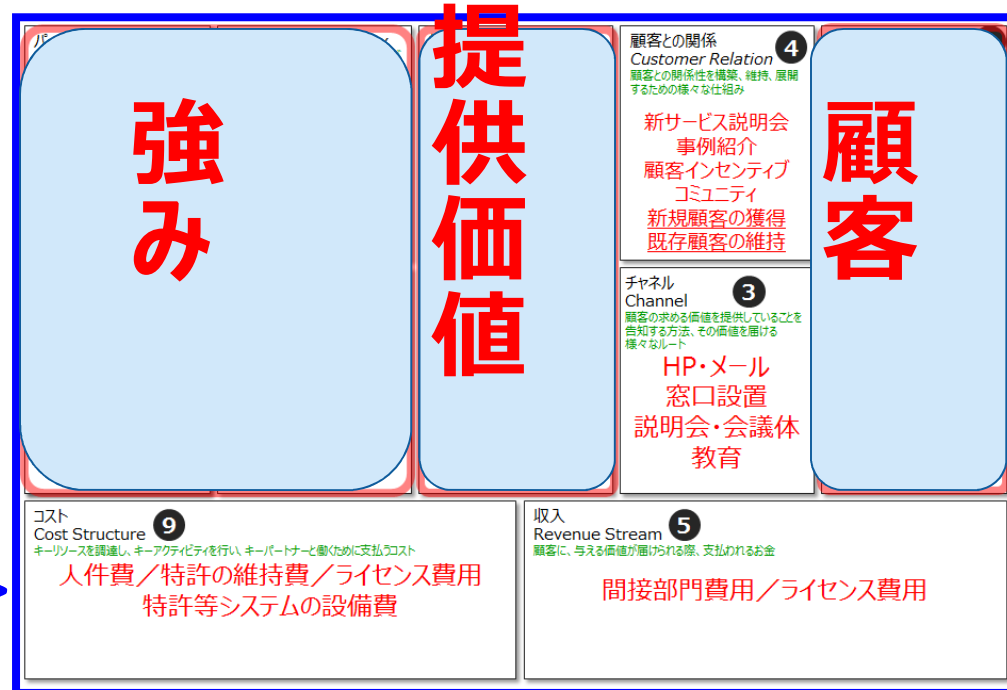 パ
強み
提供価値
顧客との関係
Customer Relation
4
顧客との関係性を構築、維持、展開
するための様々な仕組み
新サービス説明会
事例紹介
顧客インセンティブ
コミュニティ
新規顧客の獲得
既存顧客の維持
チャネル
Channel
3
顧客の求める価値を提供していることを
告知する方法、その価値を届ける
様々なルート
HP・メール
窓口設置
説明会・会議体
教育
顧客
コスト
Cost Structure
9
キーリソースを調達し、キーアクティビティを行い、キーパートナーと働くために支払うコスト
人件費／特許の維持費／ライセンス費用
特許等システムの設備費
収入
Revenue Stream
5
顧客に、与える価値が届けられる際、支払われるお金
間接部門費用／ライセンス費用